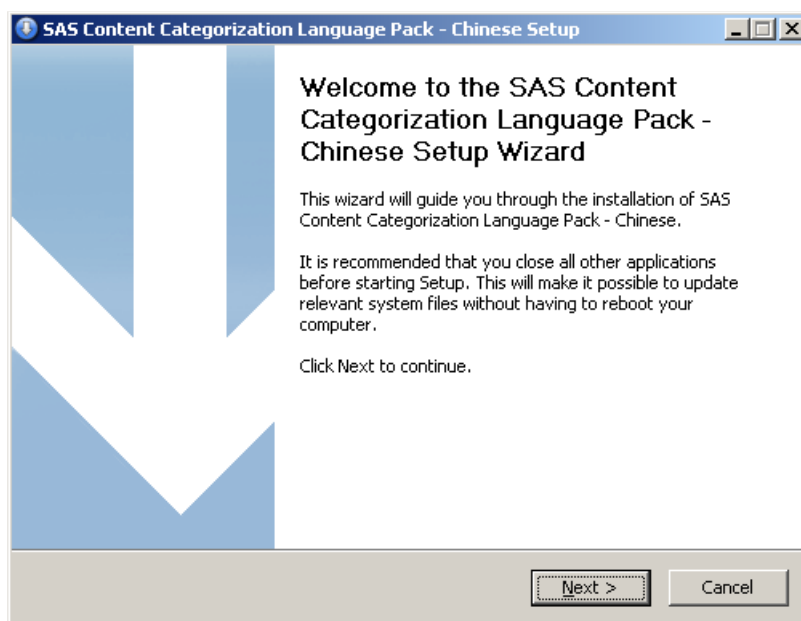 SAS Content Categorization Language Pack - Chinese Setup
Welcome to the SAS Content
Categorization Language Pack -
Chinese Setup Wizard
This wizard will guide you through the installation of SAS
Content Categorization Language Pack - Chinese.
It is recommended that you close all other applications
before starting Setup. This will make it possible to update
relevant system files without having to reboot your
computer.
Click Next to continue.
Next >
Cancel